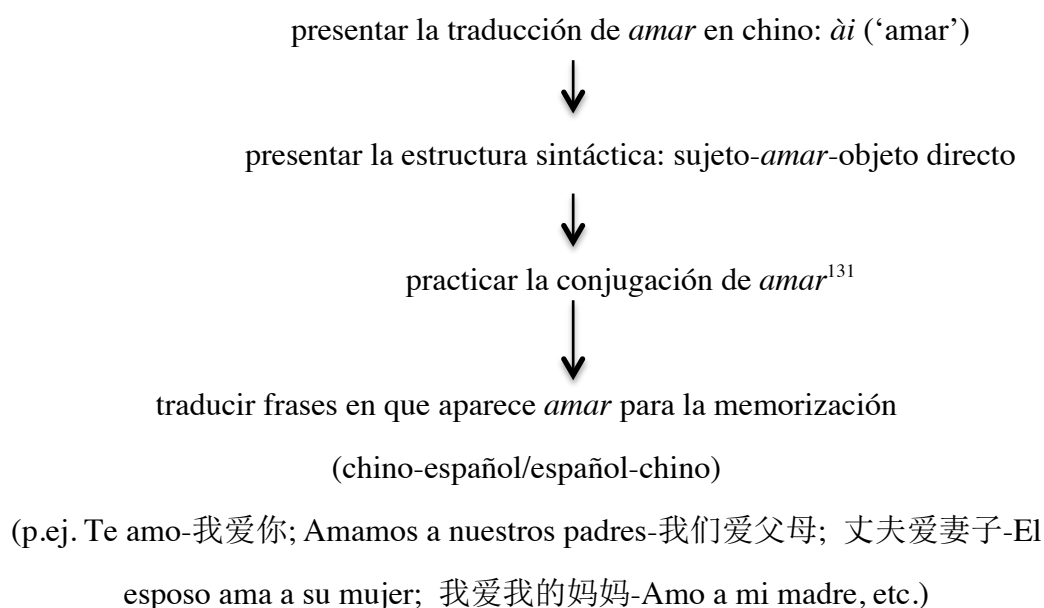 presentar la traducción de amar en chino: ài (‘amar’)
presentar la estructura sintáctica: sujeto-amar-objeto directo
practicar la conjugación de amar131
traducir frases en que aparece amar para la memorización
(chino-español/español-chino)
(p.ej. Te amo-我爱你; Amamos a nuestros padres-我们爱父母; 丈夫爱妻子-El
esposo ama a su mujer; 我爱我的妈妈-Amo a mi madre, etc.)